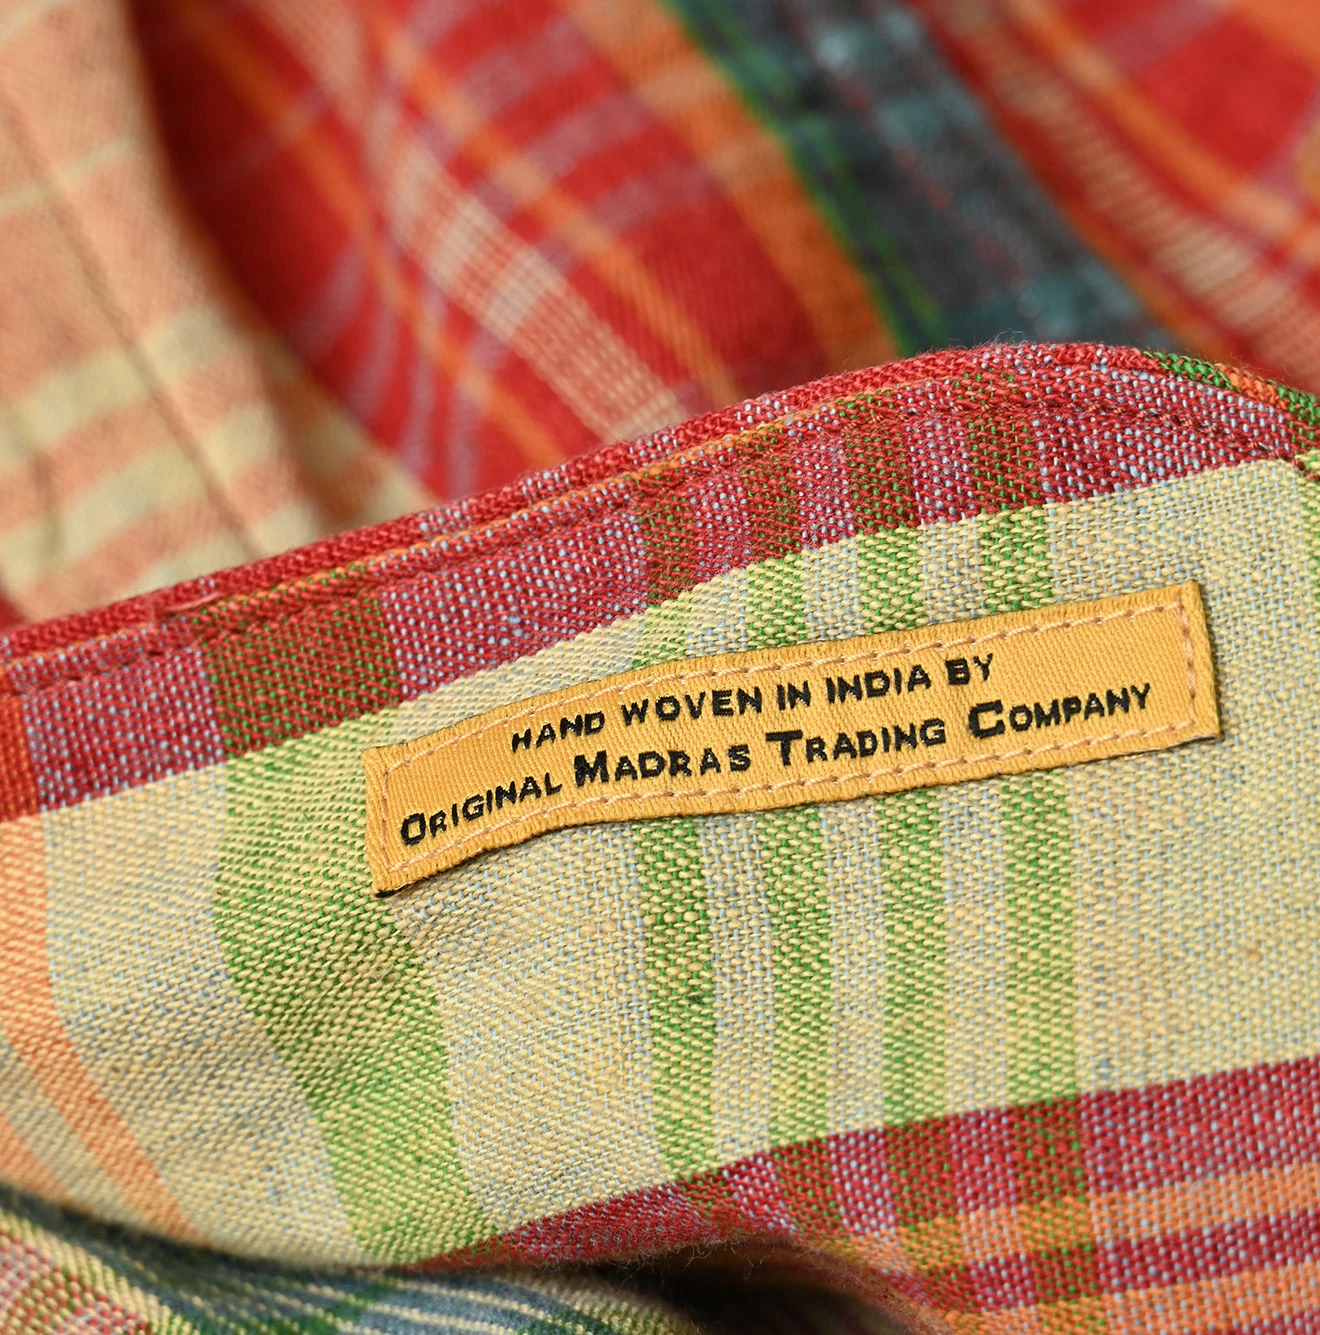 HAND WOVEN IN INDIA BY
ORIGINAL MADRAS TRADING COMPANY